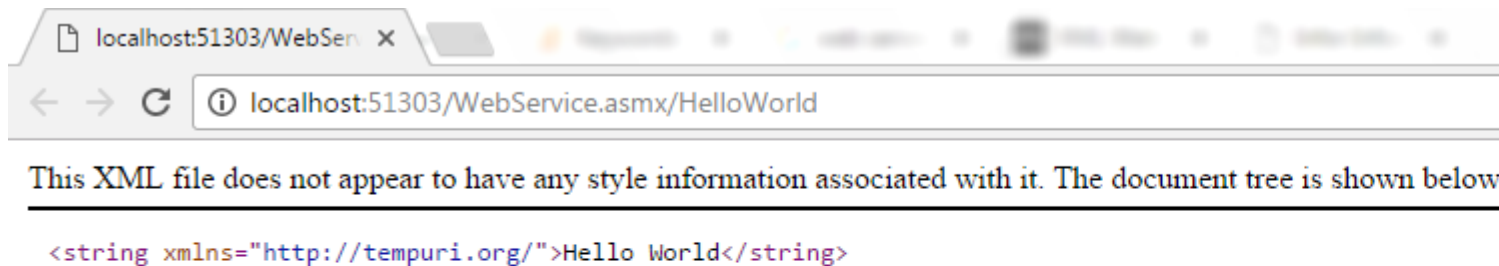 localhost:51303/WebSer
localhost:51303/WebService.asmx/HelloWorld
This XML file does not appear to have any style information associated with it. The document tree is shown below
<string xmlns="http://tempuri.org/">Hello World</string>